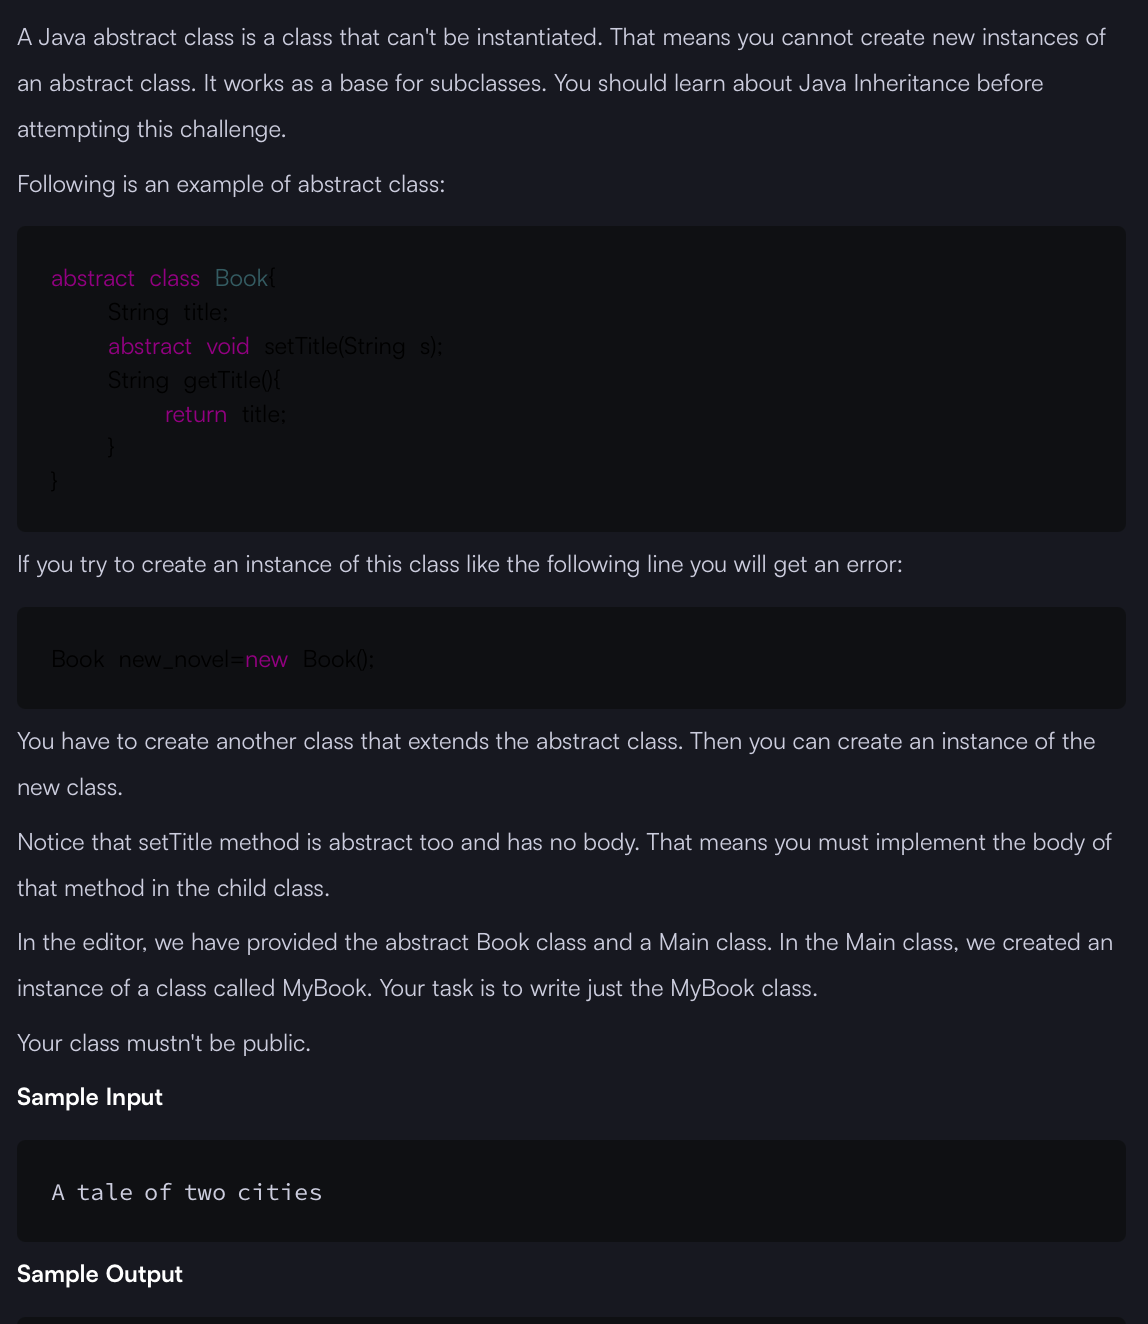 A Java abstract class is a class that can't be instantiated. That means you cannot create new instances of
an abstract class. It works as a base for subclasses. You should learn about Java Inheritance before
attempting this challenge.
Following is an example of abstract class:
abstract class Book{
String title;
abstract void setTitle(String s);
String getTitle(){
return title;
}
}
If you try to create an instance of this class like the following line you will get an error:
Book new_novel=new Book();
You have to create another class that extends the abstract class. Then you can create an instance of the
new class.
Notice that setTitle method is abstract too and has no body. That means you must implement the body of
that method in the child class.
In the editor, we have provided the abstract Book class and a Main class. In the Main class, we created an
instance of a class called MyBook. Your task is to write just the MyBook class.
Your class mustn't be public.
Sample Input
A tale of two cities
Sample Output